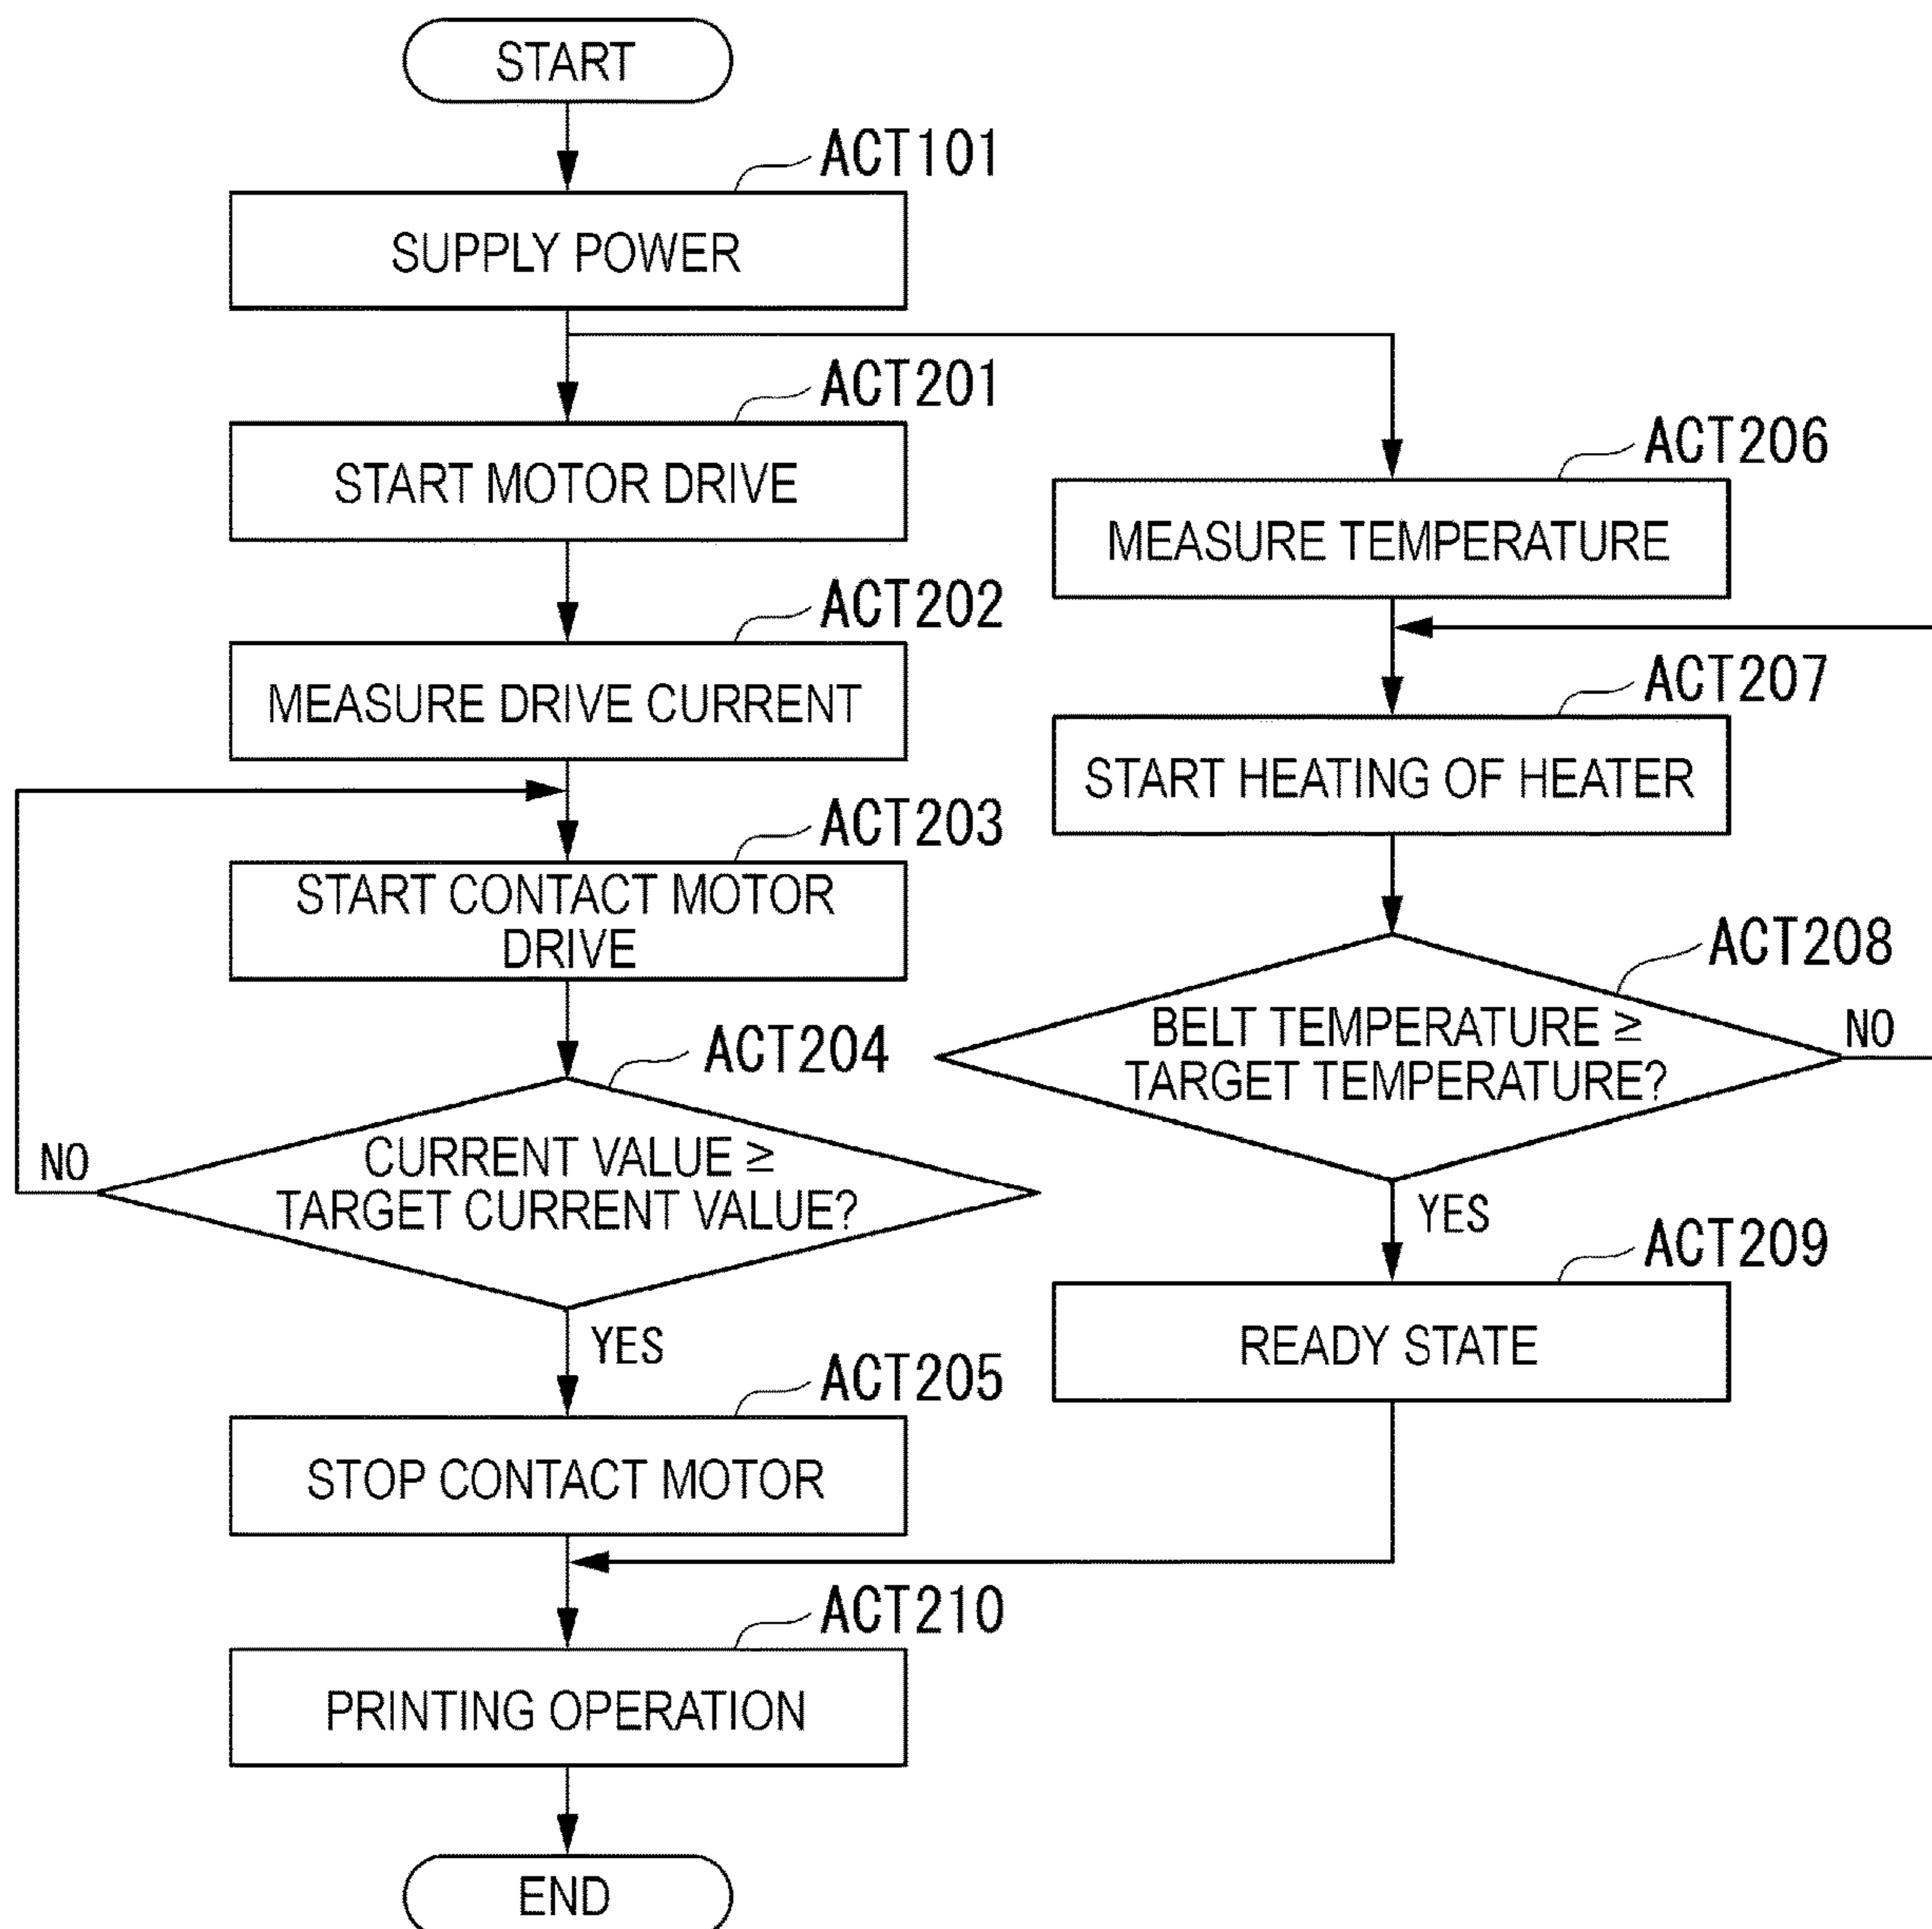 START
ACT101
SUPPLY POWER
ACT201
START MOTOR DRIVE
ACT202
MEASURE DRIVE CURRENT
ACT203
START CONTACT MOTOR
DRIVE
ACT204
CURRENT VALUE ≥
TARGET CURRENT VALUE?
NO
YES
ACT205
STOP CONTACT MOTOR
ACT206
MEASURE TEMPERATURE
ACT207
START HEATING OF HEATER
ACT208
BELT TEMPERATURE ≥
TARGET TEMPERATURE?
NO
YES
ACT209
READY STATE
ACT210
PRINTING OPERATION
END